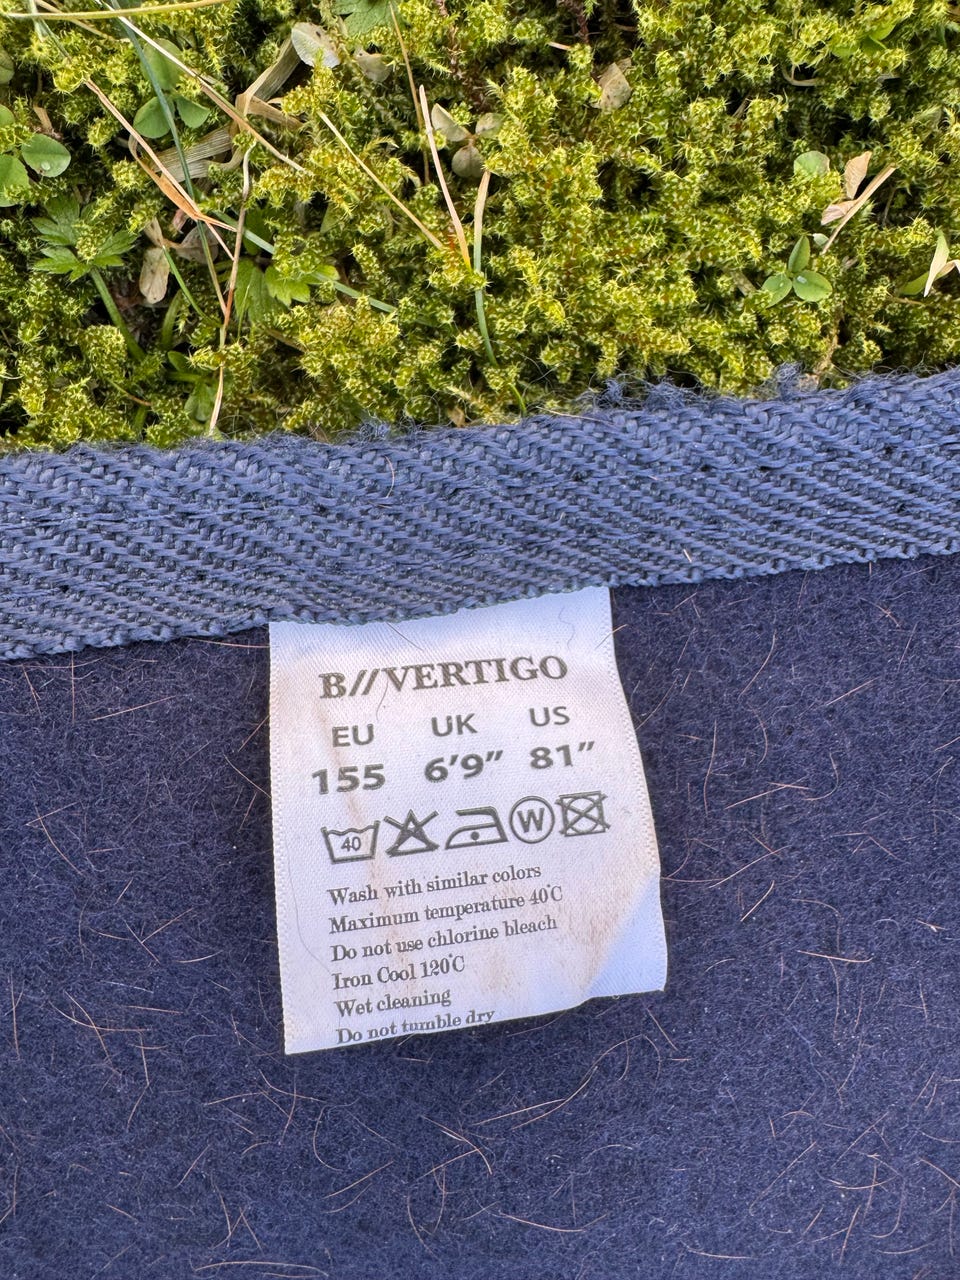 B//VERTIGO
EU UK US
155 6'9" 81"
40 W
Wash with similar colors
Maximum temperature 40°C
Do not use chlorine bleach
Iron Cool 120°C
Wet cleaning
Do not tumble dry